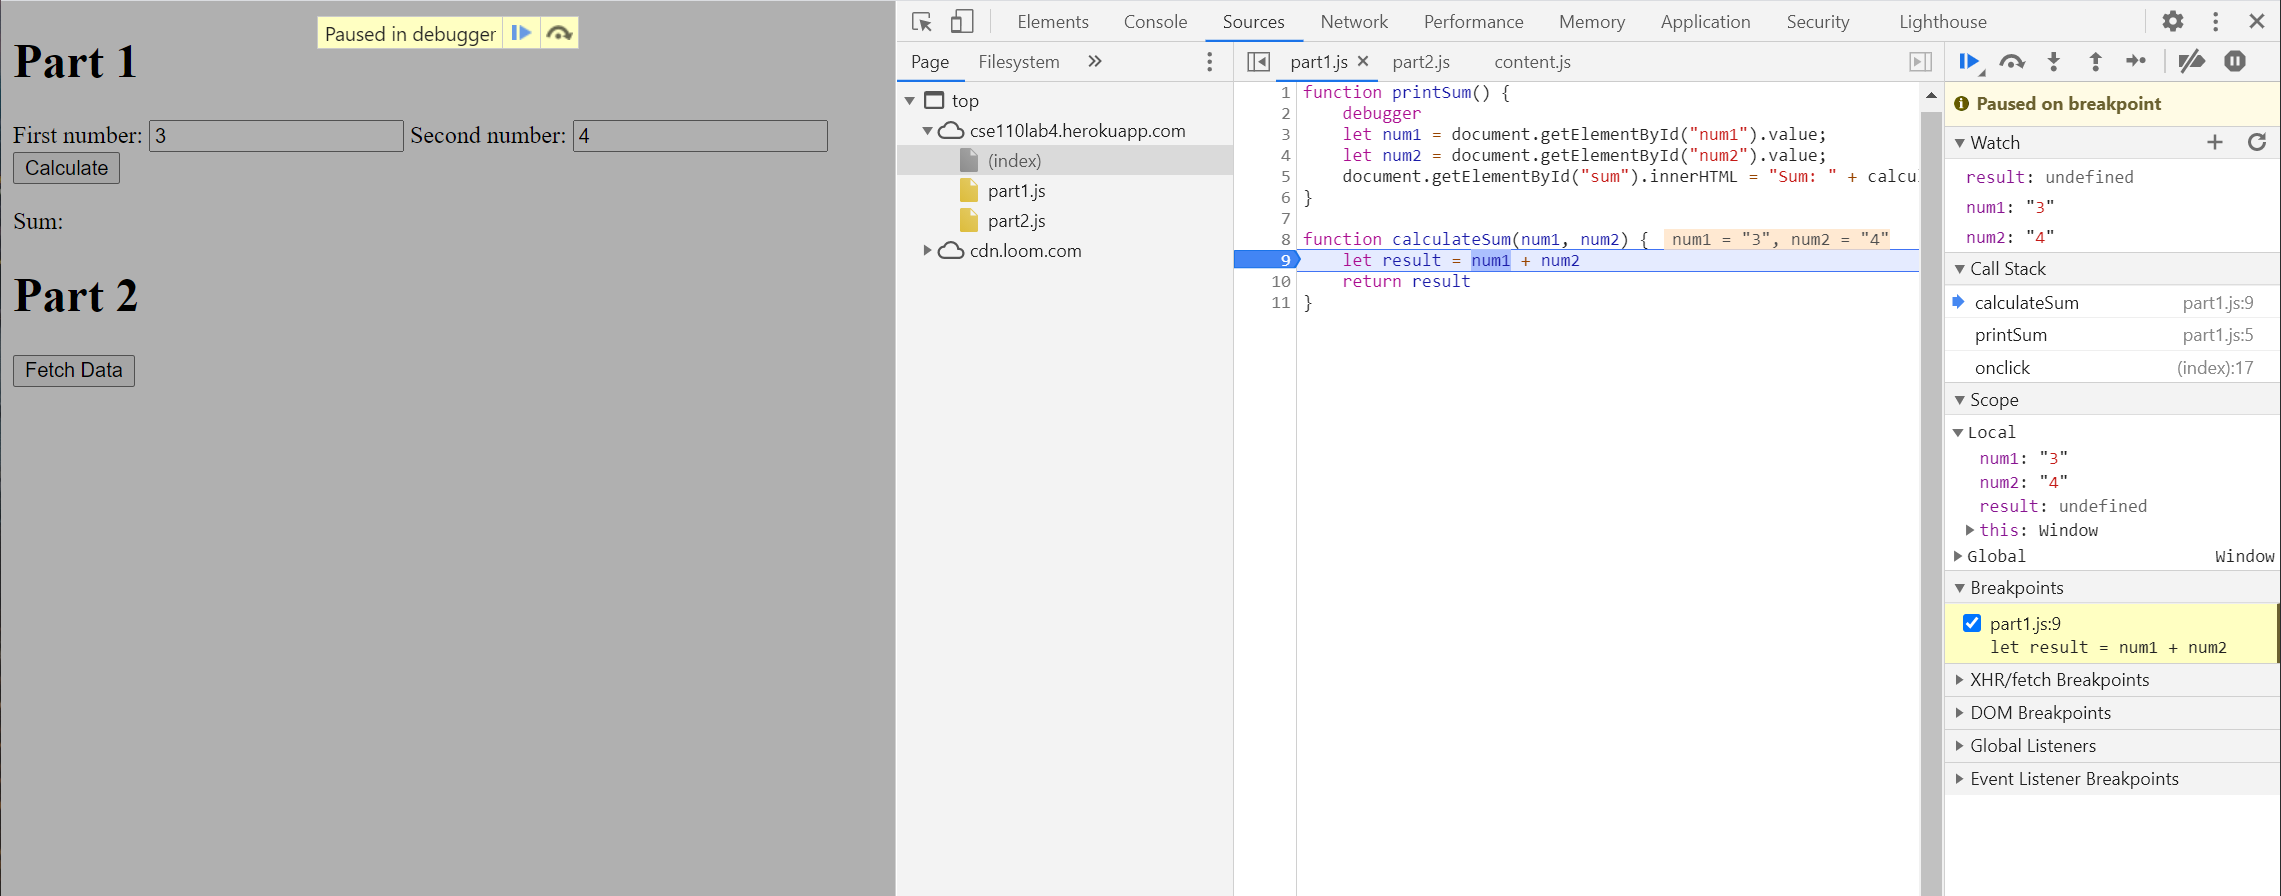 Paused in debugger
Part 1
First number: 3 Second number: 4
Calculate
Sum:
Part 2
Fetch Data
Elements Console Sources Network Performance Memory Application Security Lighthouse
Page Filesystem
top
cse110lab4.herokuapp.com
(index)
part1.js
part2.js
cdn.loom.com
part1.js part2.js content.js
1 function printSum() {
2 debugger
3 let num1 = document.getElementById("num1").value;
4 let num2 = document.getElementById("num2").value;
5 document.getElementById("sum").innerHTML = "Sum: " + calcu
6 }
7
8 function calculateSum(num1, num2) { num1 = "3", num2 = "4"
9 let result = num1 + num2
10 return result
11 }
Paused on breakpoint
Watch
result: undefined
num1: "3"
num2: "4"
Call Stack
calculateSum part1.js:9
printSum part1.js:5
onclick (index):17
Scope
Local
num1: "3"
num2: "4"
result: undefined
this: Window
Global Window
Breakpoints
part1.js:9
let result = num1 + num2
XHR/fetch Breakpoints
DOM Breakpoints
Global Listeners
Event Listener Breakpoints